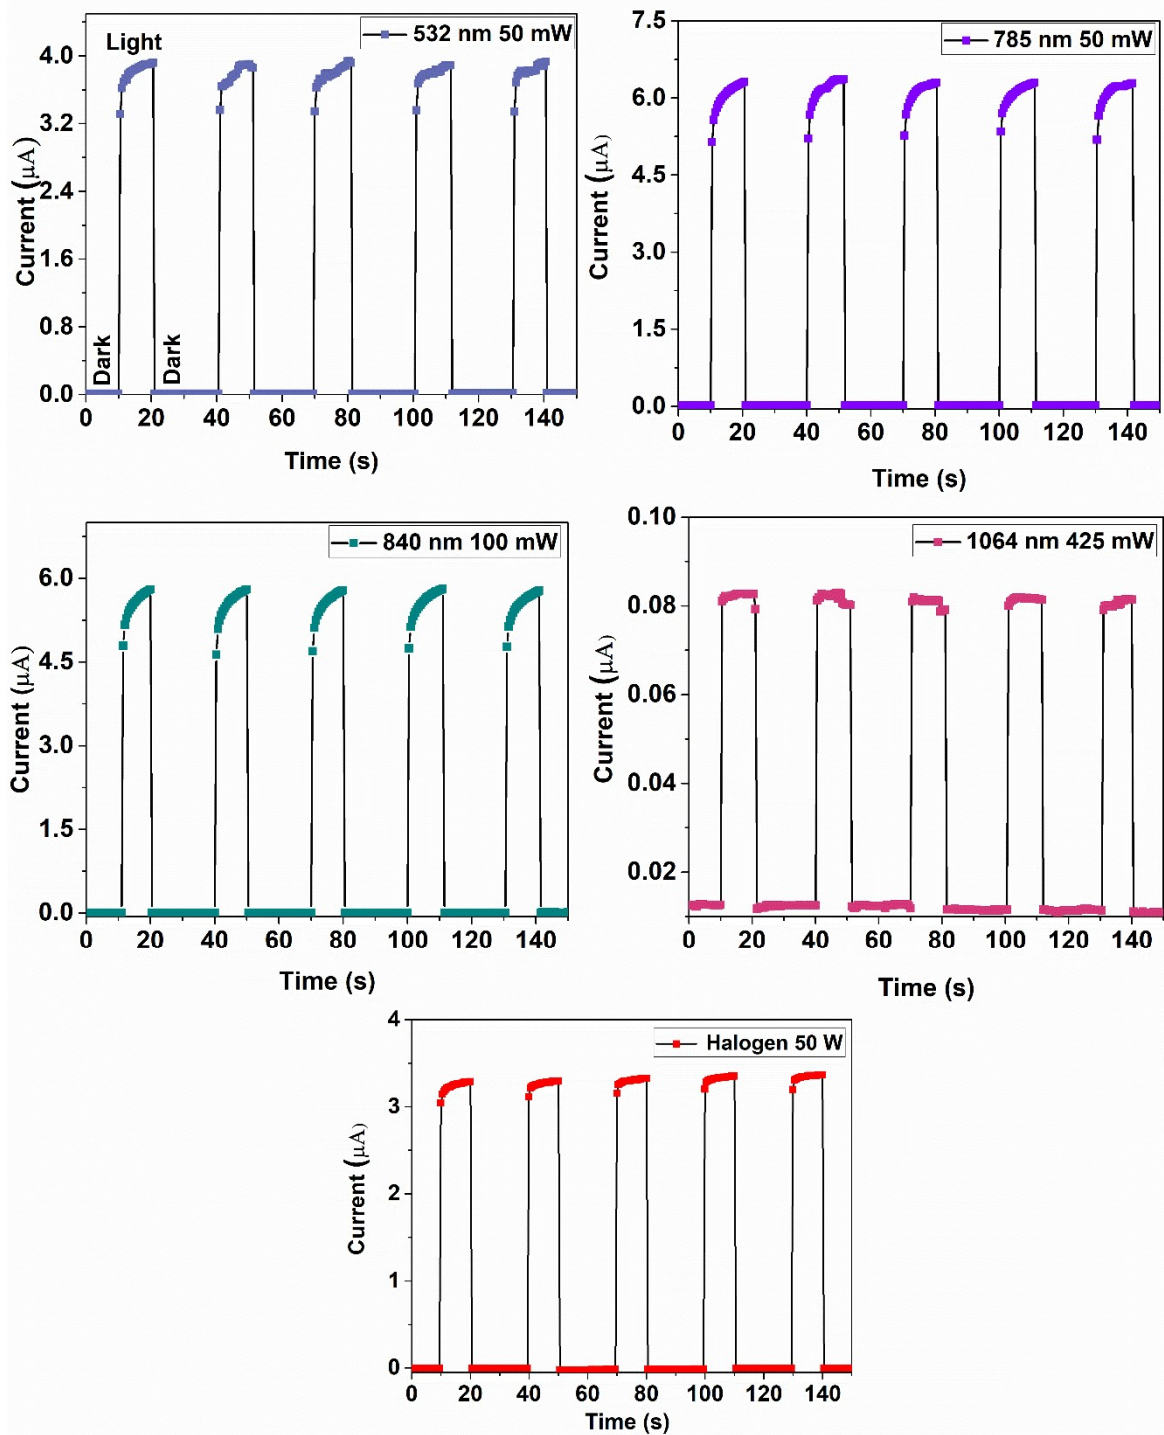 532 nm 50 mW
Light
4.0
3.2
2.4
1.6
0.8
0.0
Current (μA)
Dark
Dark
0 20 40 60 80 100 120 140
Time (s)
785 nm 50 mW
7.5
6.0
4.5
3.0
1.5
0.0
Current (μA)
0 20 40 60 80 100 120 140
Time (s)
840 nm 100 mW
6.0
4.5
3.0
1.5
0.0
Current (μA)
0 20 40 60 80 100 120 140
Time (s)
1064 nm 425 mW
0.10
0.08
0.06
0.04
0.02
Current (μA)
0 20 40 60 80 100 120 140
Time (s)
Halogen 50 W
4
3
2
1
0
Current (μA)
0 20 40 60 80 100 120 140
Time (s)